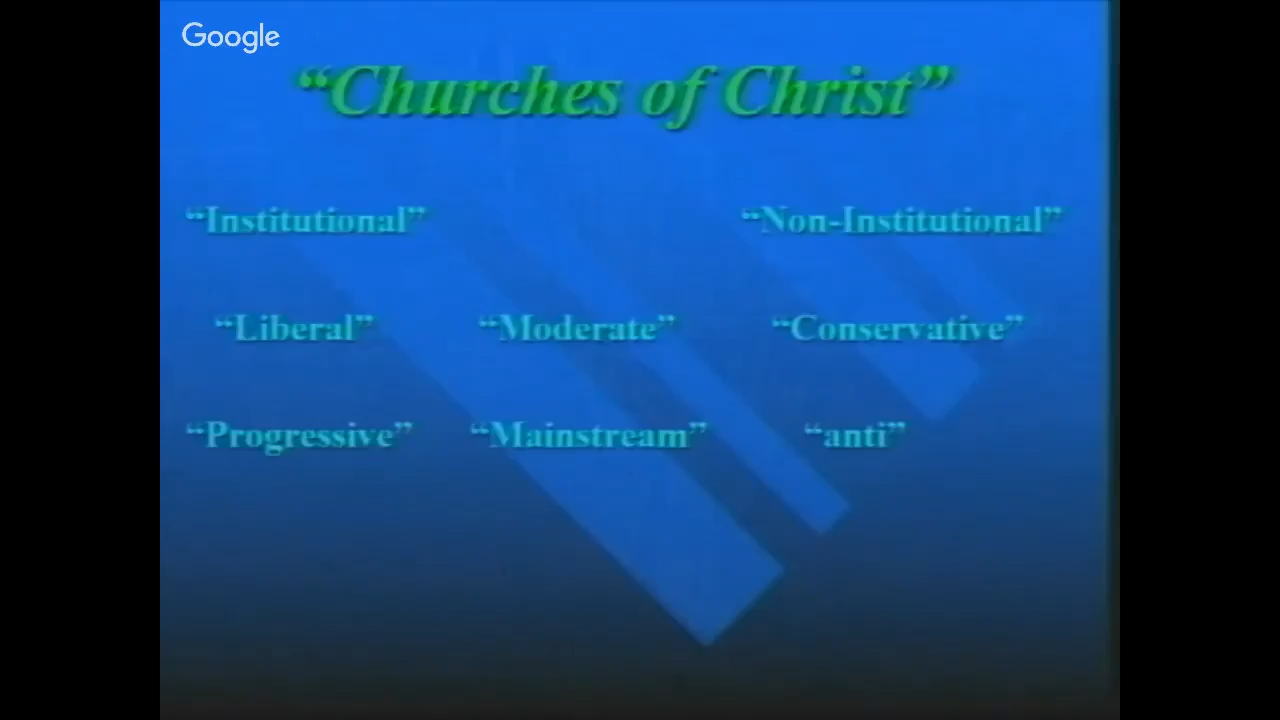 Google
“Churches of Christ”
“Institutional” “Non-Institutional”
“Liberal” “Moderate” “Conservative”
“Progressive” “Mainstream” “anti”